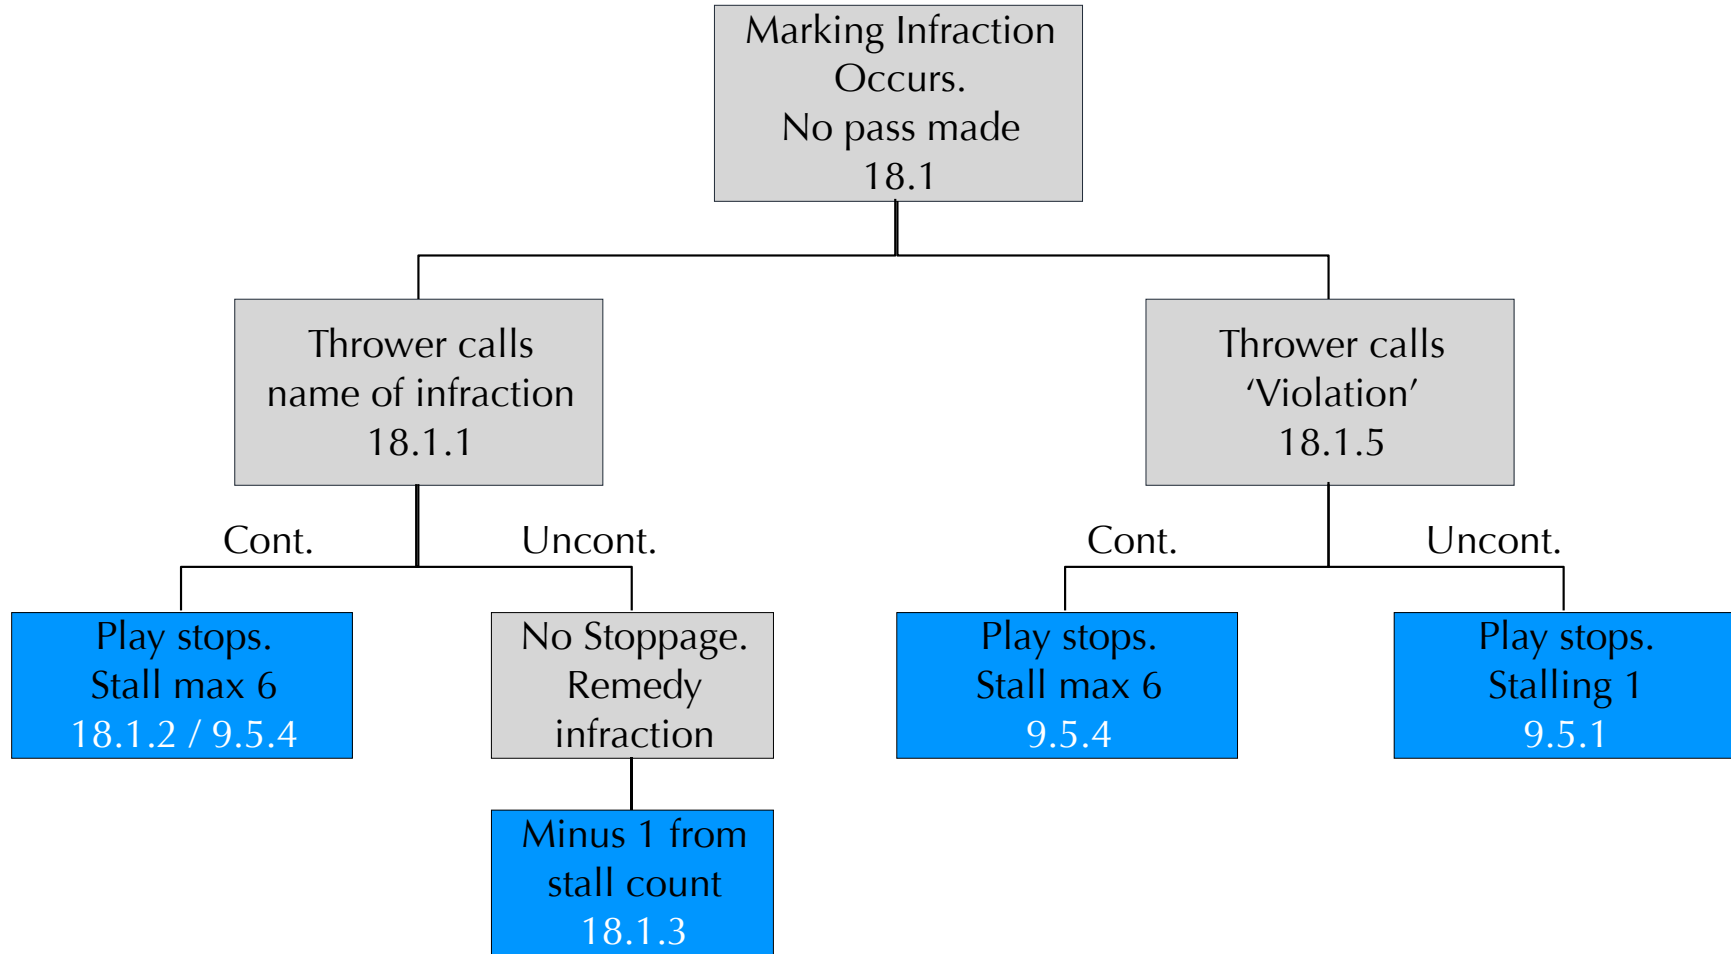 Marking Infraction
Occurs.
No pass made
18.1
Thrower calls
name of infraction
18.1.1
Thrower calls
‘Violation’
18.1.5
Cont.
Uncont.
Cont.
Uncont.
Play stops.
Stall max 6
18.1.2 / 9.5.4
No Stoppage.
Remedy
infraction
Play stops.
Stall max 6
9.5.4
Play stops.
Stalling 1
9.5.1
Minus 1 from
stall count
18.1.3